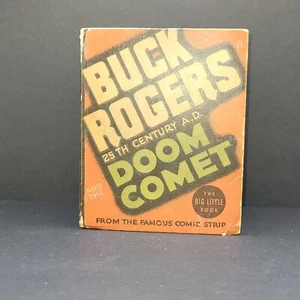 BUCK
ROGERS
25TH CENTURY A.D.
AND THE
DOOM
COMET
THE
BIG LITTLE
BOOK
FROM THE FAMOUS COMIC STRIP